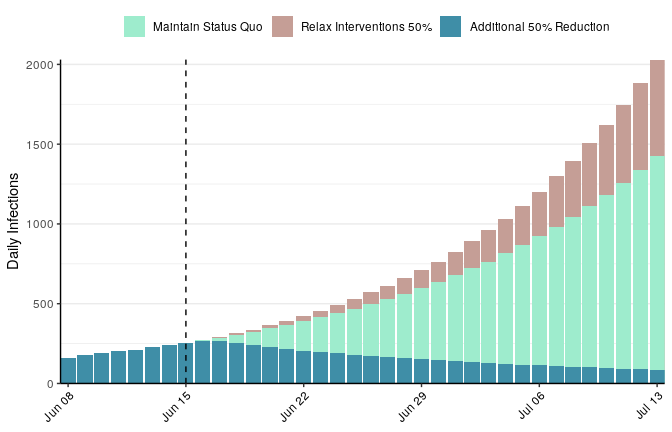 Maintain Status Quo Relax Interventions 50% Additional 50% Reduction
Daily Infections
2000
1500
1000
500
0
Jun 08 Jun 15 Jun 22 Jun 29 Jul 06 Jul 13